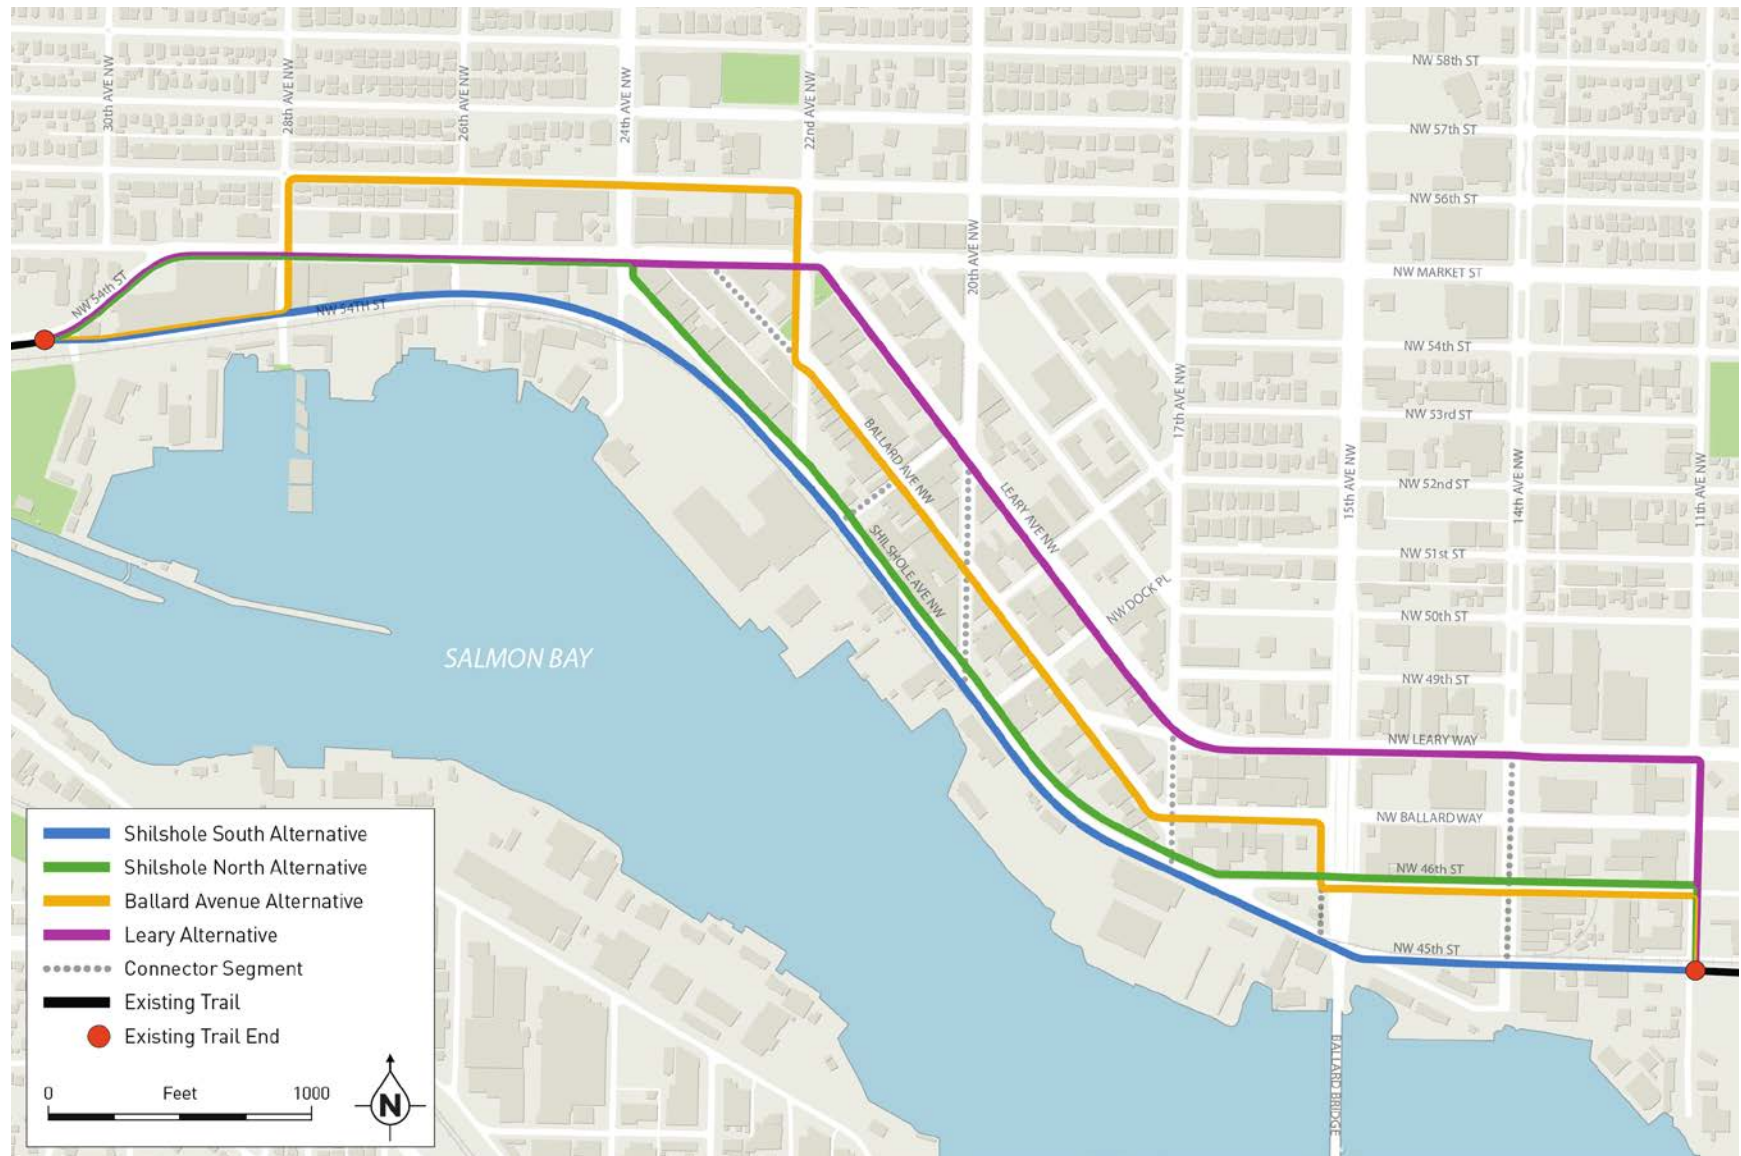 30th AVE NW
28th AVE NW
26th AVE NW
24th AVE NW
22nd AVE NW
NW 58th ST
NW 57th ST
NW 56th ST
20th AVE NW
NW MARKET ST
NW 54th ST
NW 54TH ST
NW 54th ST
17th AVE NW
NW 53rd ST
BALLARD AVE NW
15th AVE NW
14th AVE NW
11th AVE NW
NW 52nd ST
LEARY AVE NW
SHILSHOLE AVE NW
NW 51st ST
NW DOCK PL
NW 50th ST
SALMON BAY
NW 49th ST
NW LEARY WAY
NW BALLARD WAY
NW 46th ST
NW 45th ST
BALLARD BRIDGE
Shilshole South Alternative
Shilshole North Alternative
Ballard Avenue Alternative
Leary Alternative
Connector Segment
Existing Trail
Existing Trail End
0 Feet 1000
N